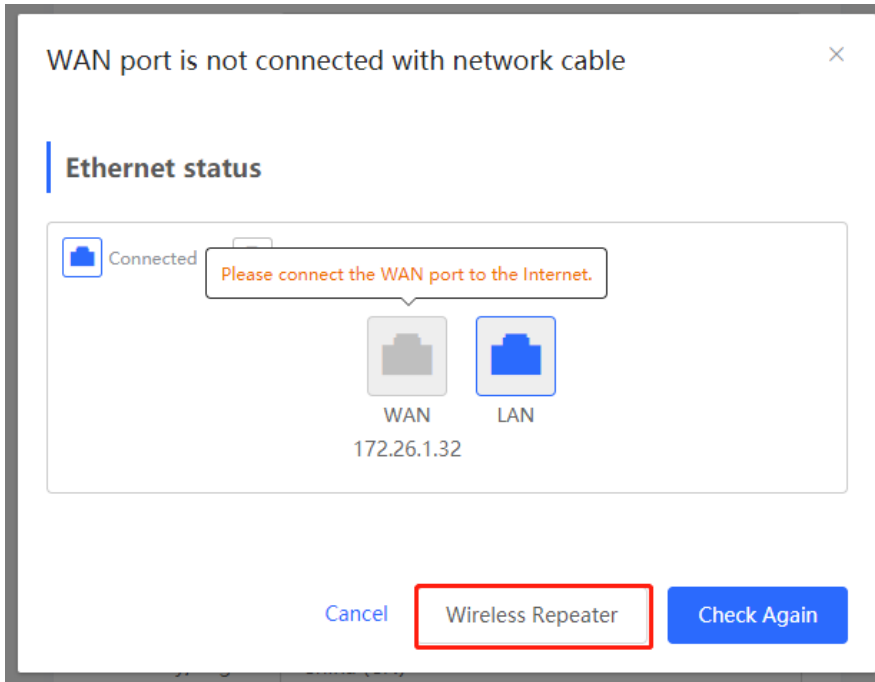 WAN port is not connected with network cable
Ethernet status
Connected
Please connect the WAN port to the Internet.
WAN
LAN
172.26.1.32
Cancel
Wireless Repeater
Check Again